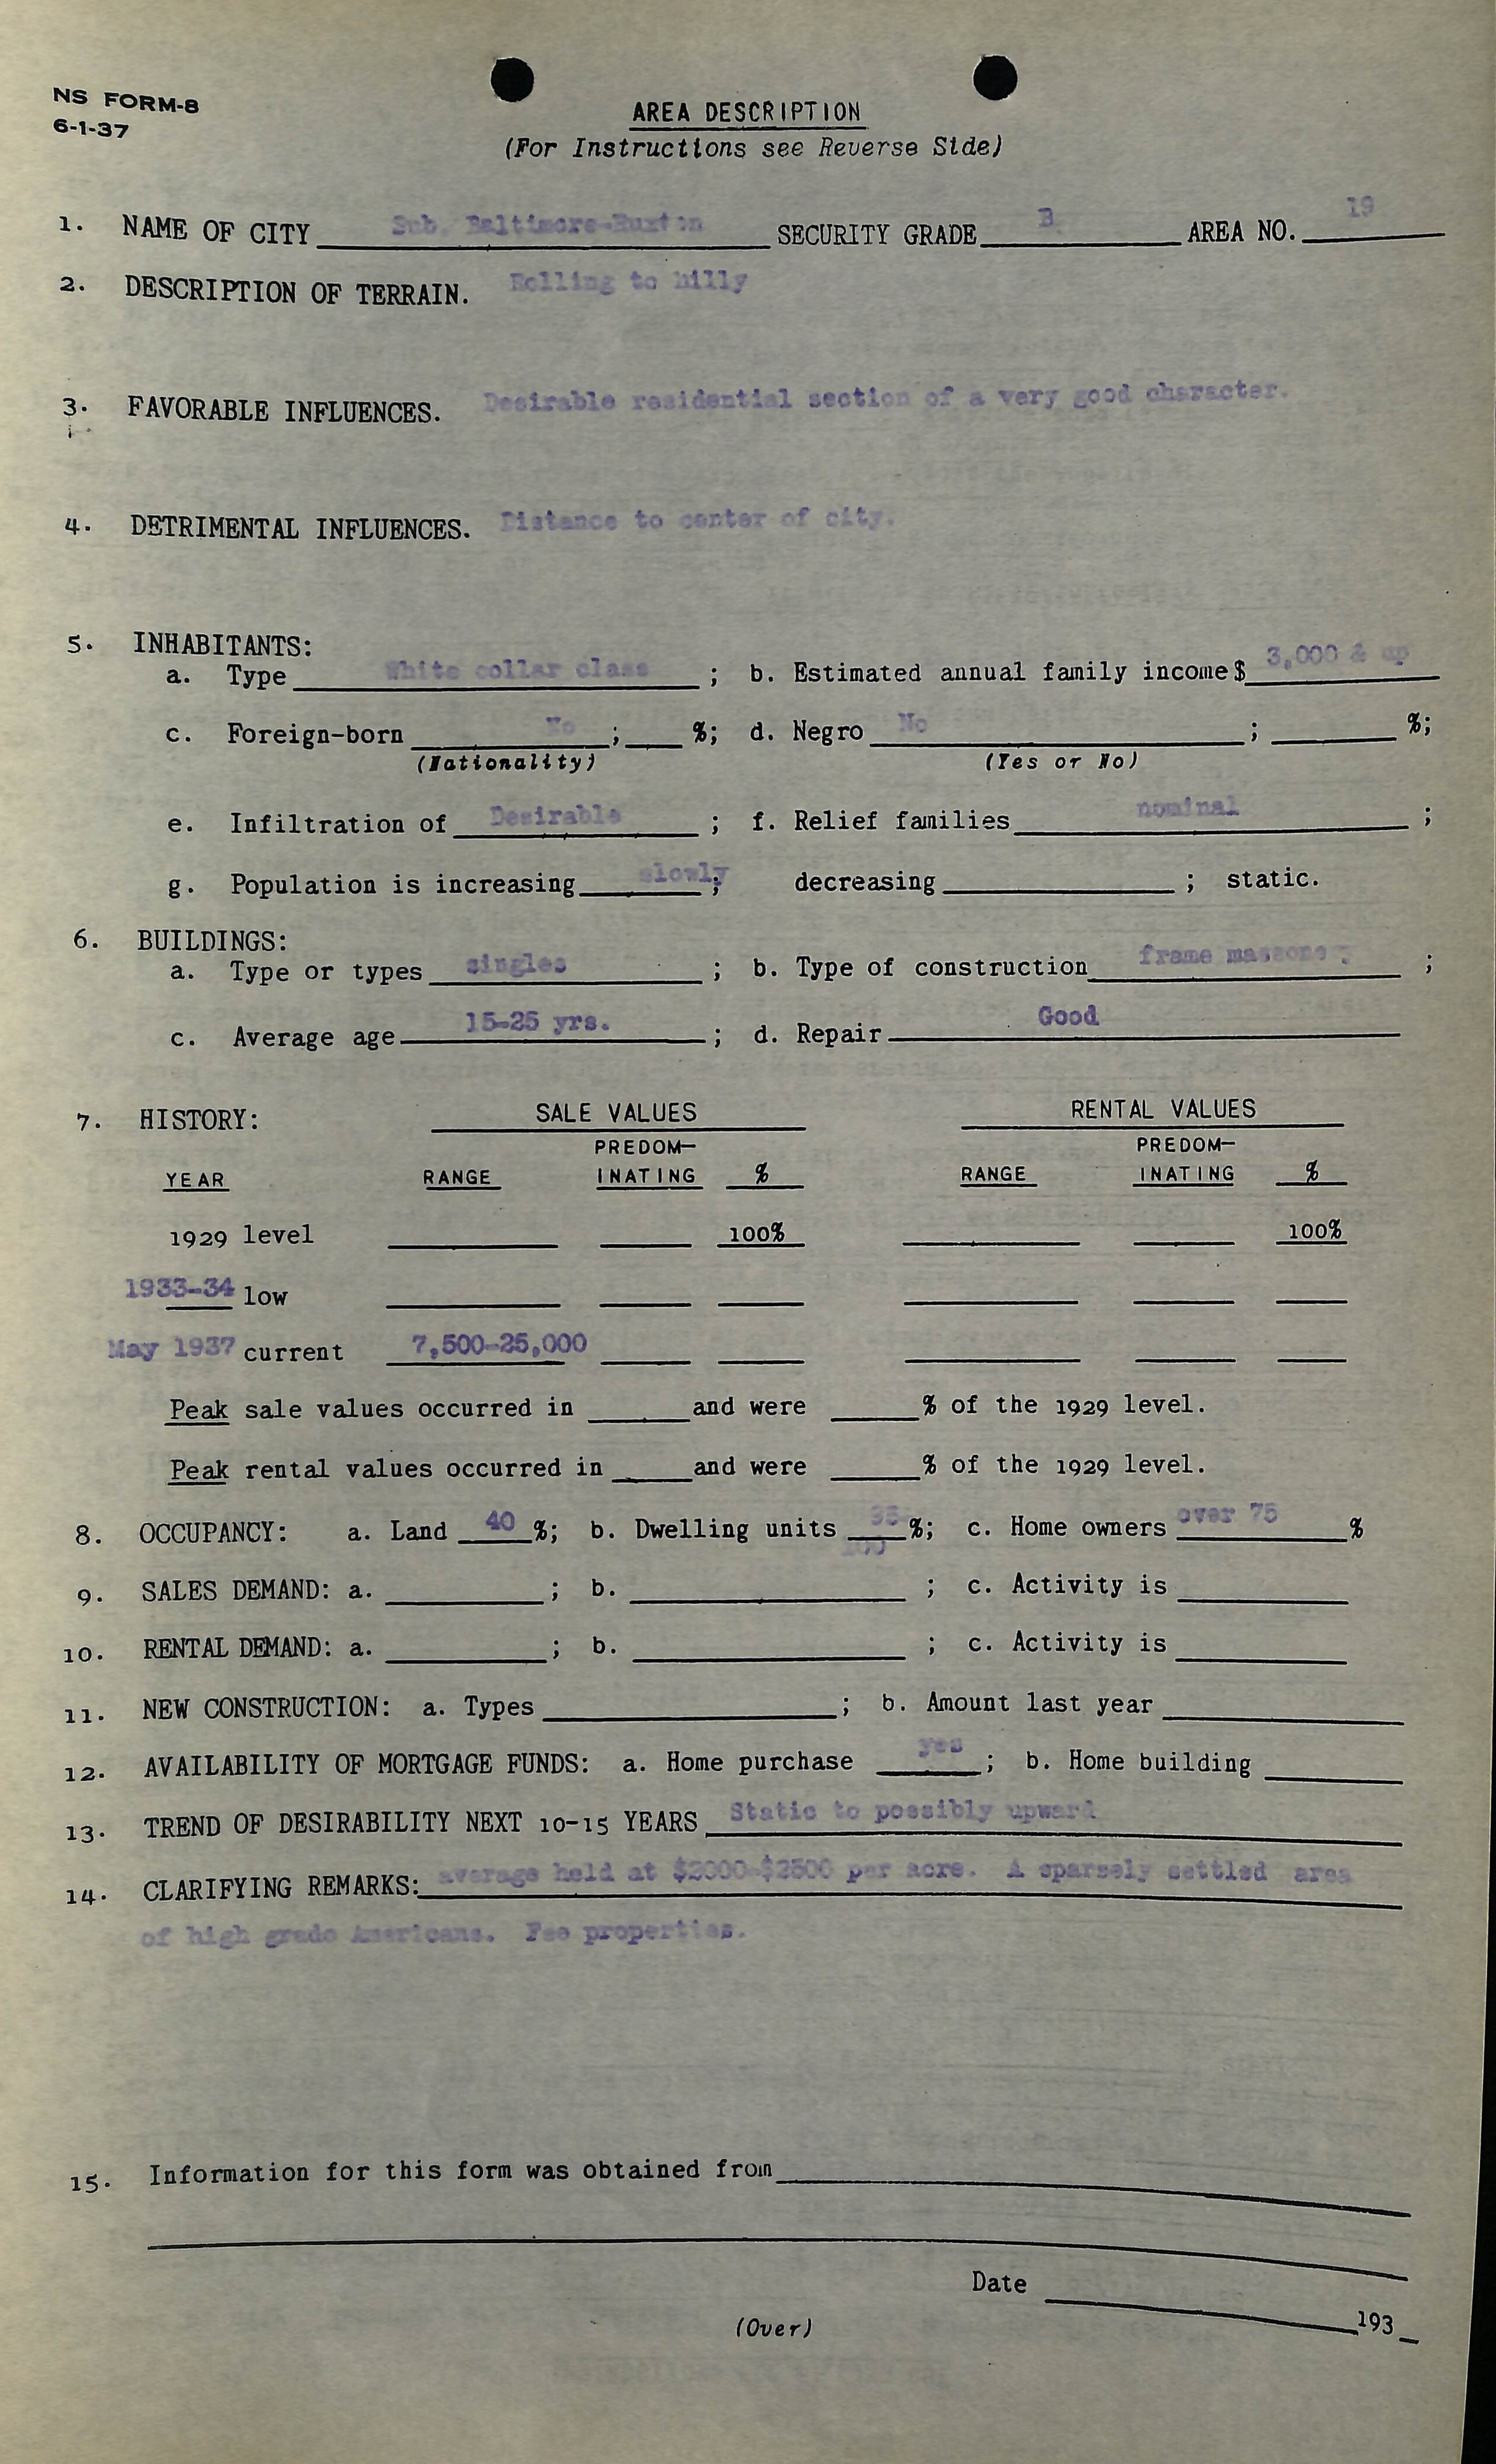 NS FORM-8
6-1-37
AREA DESCRIPTION
(For Instructions see Reverse Side)
1. NAME OF CITY Sub. Baltimore-Ruxton SECURITY GRADE B AREA NO. 19
2. DESCRIPTION OF TERRAIN. Rolling to hilly
3. FAVORABLE INFLUENCES. Desirable residential section of a very good character.
4. DETRIMENTAL INFLUENCES. Distance to center of city.
5. INHABITANTS:
a. Type White collar class ; b. Estimated annual family income $ 3,000 & up
c. Foreign-born No ; %; d. Negro No ; %;
(Nationality) (Yes or No)
e. Infiltration of Desirable ; f. Relief families nominal ;
g. Population is increasing slowly ; decreasing ; static.
6. BUILDINGS:
a. Type or types singles ; b. Type of construction frame ;
c. Average age 15-25 yrs. ; d. Repair Good
7. HISTORY: SALE VALUES RENTAL VALUES
PREDOM- PREDOM-
YEAR RANGE INATING % RANGE INATING %
1929 level 100% 100%
1933-34 low
May 1937 current 7,500-25,000
Peak sale values occurred in and were % of the 1929 level.
Peak rental values occurred in and were % of the 1929 level.
8. OCCUPANCY: a. Land 40 %; b. Dwelling units %; c. Home owners over 75 %
100
9. SALES DEMAND: a. ; b. ; c. Activity is
10. RENTAL DEMAND: a. ; b. ; c. Activity is
11. NEW CONSTRUCTION: a. Types ; b. Amount last year
12. AVAILABILITY OF MORTGAGE FUNDS: a. Home purchase yes ; b. Home building
13. TREND OF DESIRABILITY NEXT 10-15 YEARS Static to possibly upward
14. CLARIFYING REMARKS: average held at $2000-$2500 per acre. A sparsely settled area
of high grade Americans. Fee properties.
15. Information for this form was obtained from
Date
193
(Over)